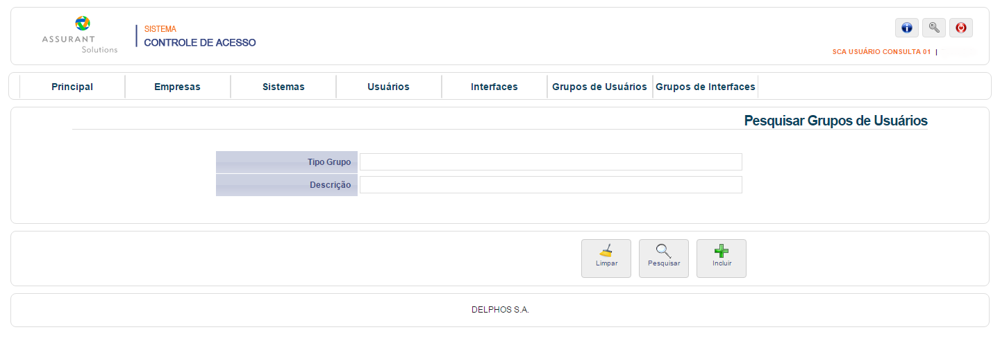 ASSURANT
Solutions
SISTEMA
CONTROLE DE ACESSO
SCA USUÁRIO CONSULTA 01 |
Principal Empresas Sistemas Usuários Interfaces Grupos de Usuários Grupos de Interfaces
Pesquisar Grupos de Usuários
Tipo Grupo
Descrição
Limpar Pesquisar Incluir
DELPHOS S.A.